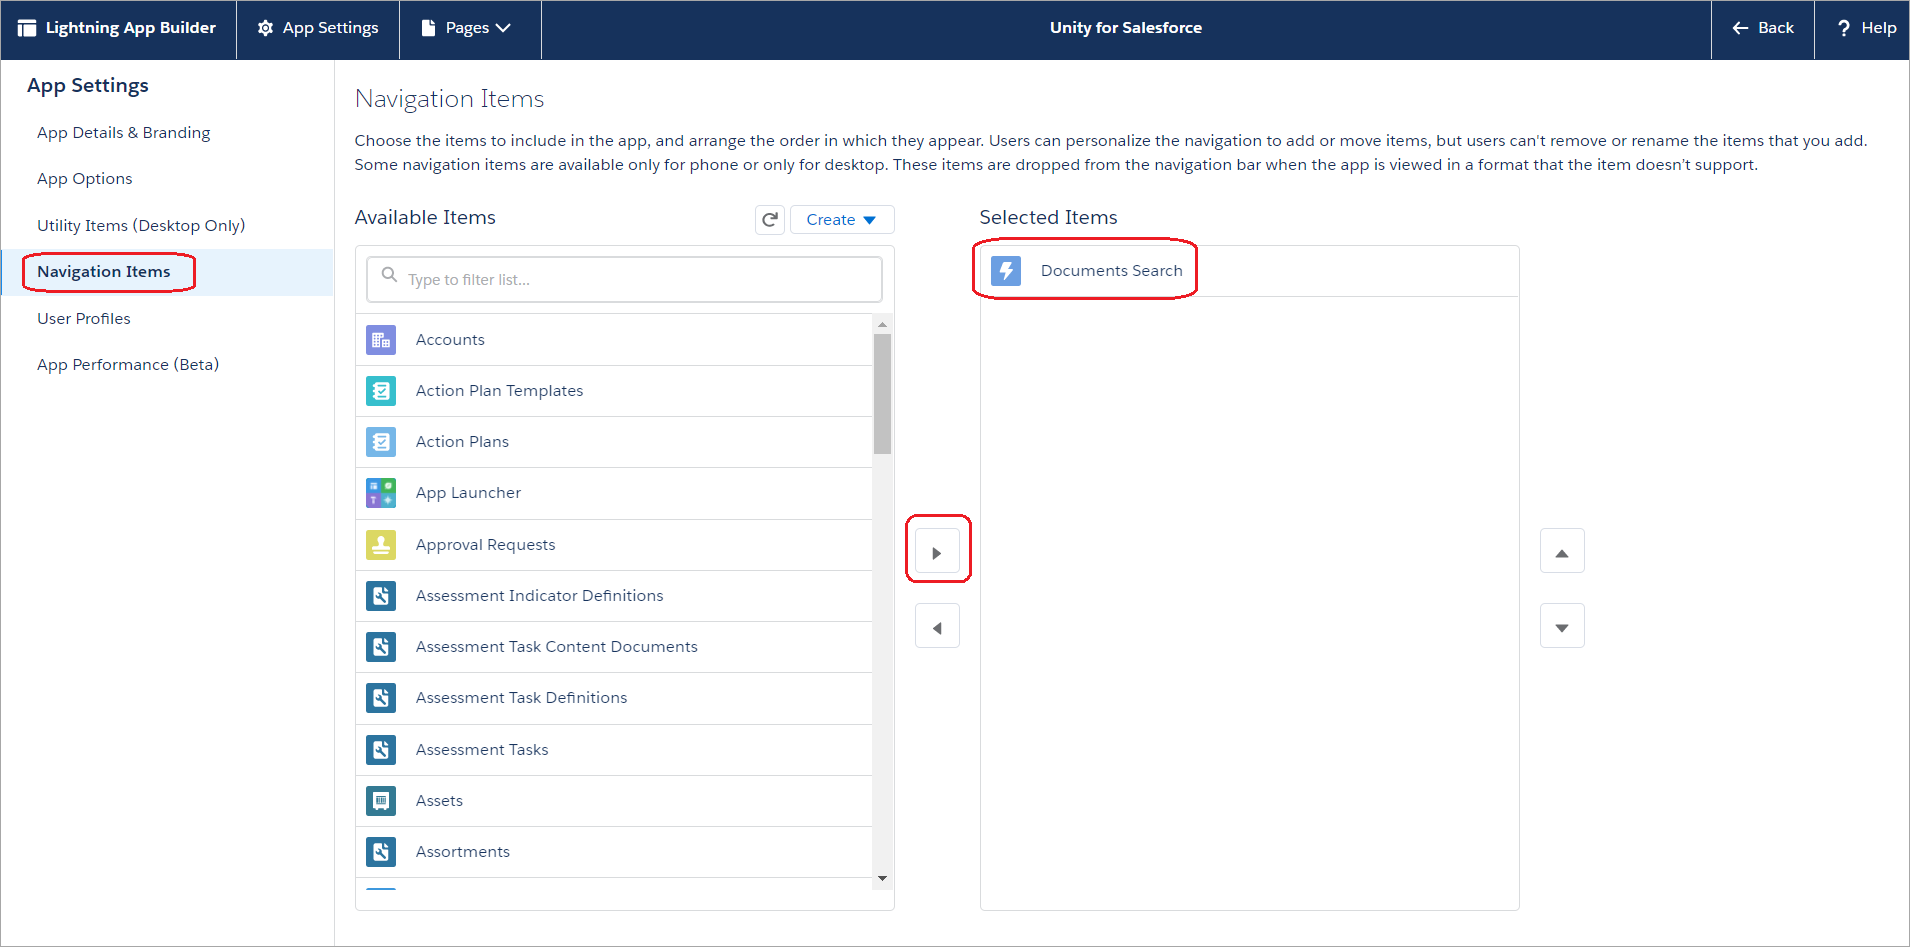 Lightning App Builder
App Settings
Pages
Unity for Salesforce
Back
? Help
App Settings
App Details & Branding
App Options
Utility Items (Desktop Only)
Navigation Items
User Profiles
App Performance (Beta)
Navigation Items
Choose the items to include in the app, and arrange the order in which they appear. Users can personalize the navigation to add or move items, but users can't remove or rename the items that you add.
Some navigation items are available only for phone or only for desktop. These items are dropped from the navigation bar when the app is viewed in a format that the item doesn’t support.
Available Items
Create
Type to filter list...
Accounts
Action Plan Templates
Action Plans
App Launcher
Approval Requests
Assessment Indicator Definitions
Assessment Task Content Documents
Assessment Task Definitions
Assessment Tasks
Assets
Assortments
Selected Items
Documents Search